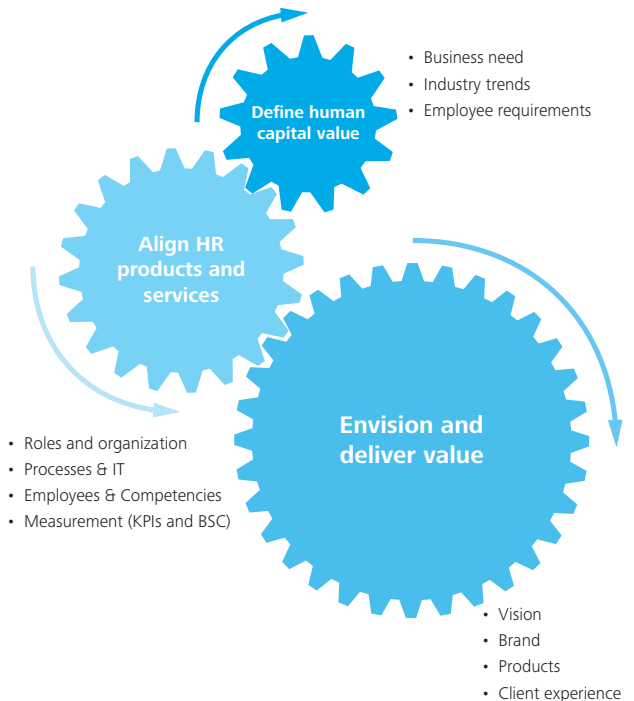 Define human
capital value
• Business need
• Industry trends
• Employee requirements
Align HR
products and
services
• Roles and organization
• Processes & IT
• Employees & Competencies
• Measurement (KPIs and BSC)
Envision and
deliver value
• Vision
• Brand
• Products
• Client experience